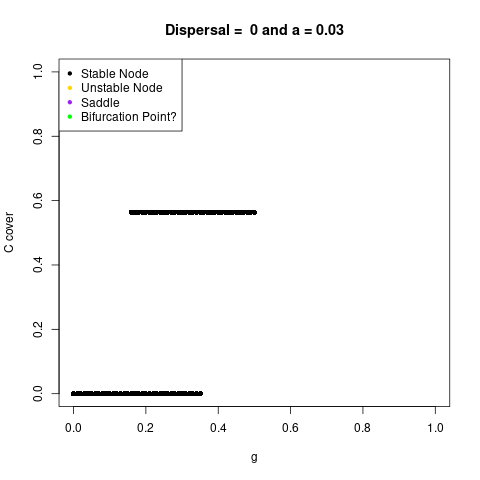 Dispersal =  0 and a = 0.03
Stable Node
Unstable Node
Saddle
Bifurcation Point?
C cover
1.0
0.8
0.6
0.4
0.2
0.0
0.0 0.2 0.4 0.6 0.8 1.0
g